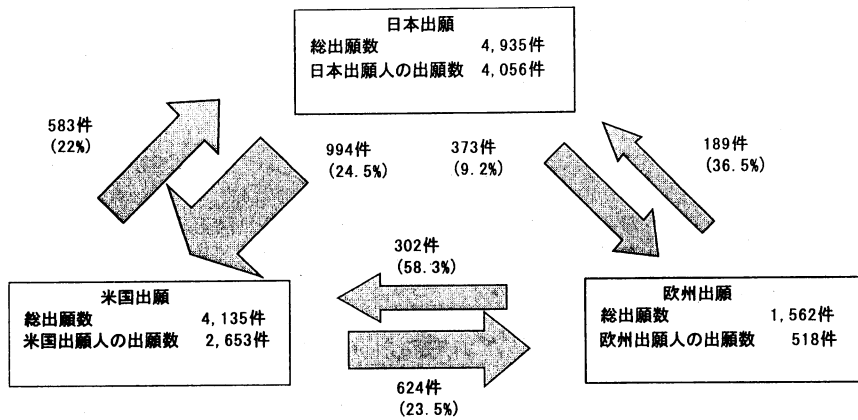 日本出願
総出願数 4,935件
日本出願人の出願数 4,056件
583件
(22%)
994件
(24.5%)
373件
(9.2%)
189件
(36.5%)
302件
(58.3%)
米国出願
総出願数 4,135件
米国出願人の出願数 2,653件
欧州出願
総出願数 1,562件
欧州出願人の出願数 518件
624件
(23.5%)